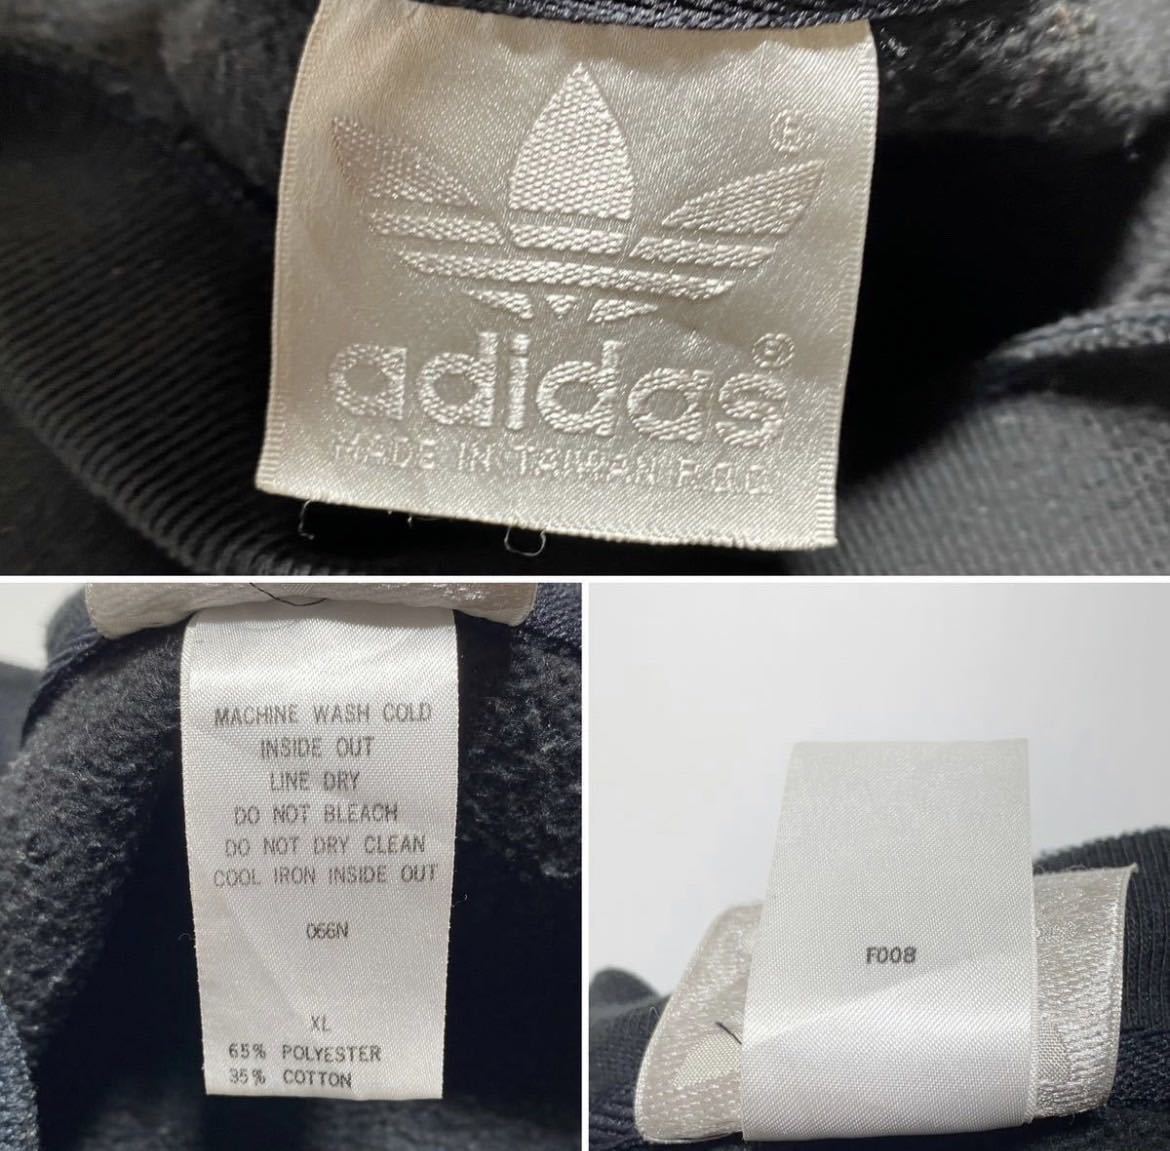 ®
adidas®
MADE IN TAIWAN R.O.C.
MACHINE WASH COLD
INSIDE OUT
LINE DRY
DO NOT BLEACH
DO NOT DRY CLEAN
COOL IRON INSIDE OUT
066N
XL
65% POLYESTER
35% COTTON
F008